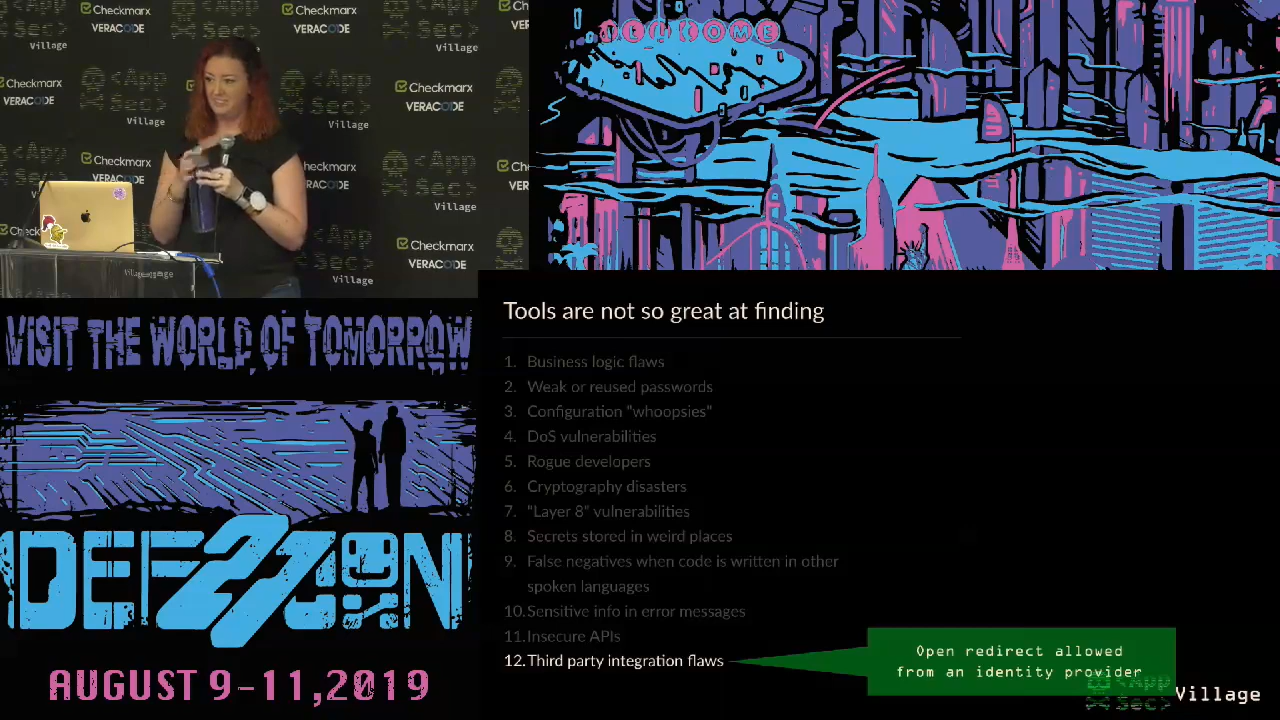 <App Sec>
Village
Checkmarx
VERACODE
WELCOME
Tools are not so great at finding
1. Business logic flaws
2. Weak or reused passwords
3. Configuration "whoopsies"
4. DoS vulnerabilities
5. Rogue developers
6. Cryptography disasters
7. "Layer 8" vulnerabilities
8. Secrets stored in weird places
9. False negatives when code is written in other
spoken languages
10. Sensitive info in error messages
11. Insecure APIs
12. Third party integration flaws
Open redirect allowed
from an identity provider
VISIT THE WORLD OF TOMORROW
DEF CON
27
AUGUST 9-11,2019
Village